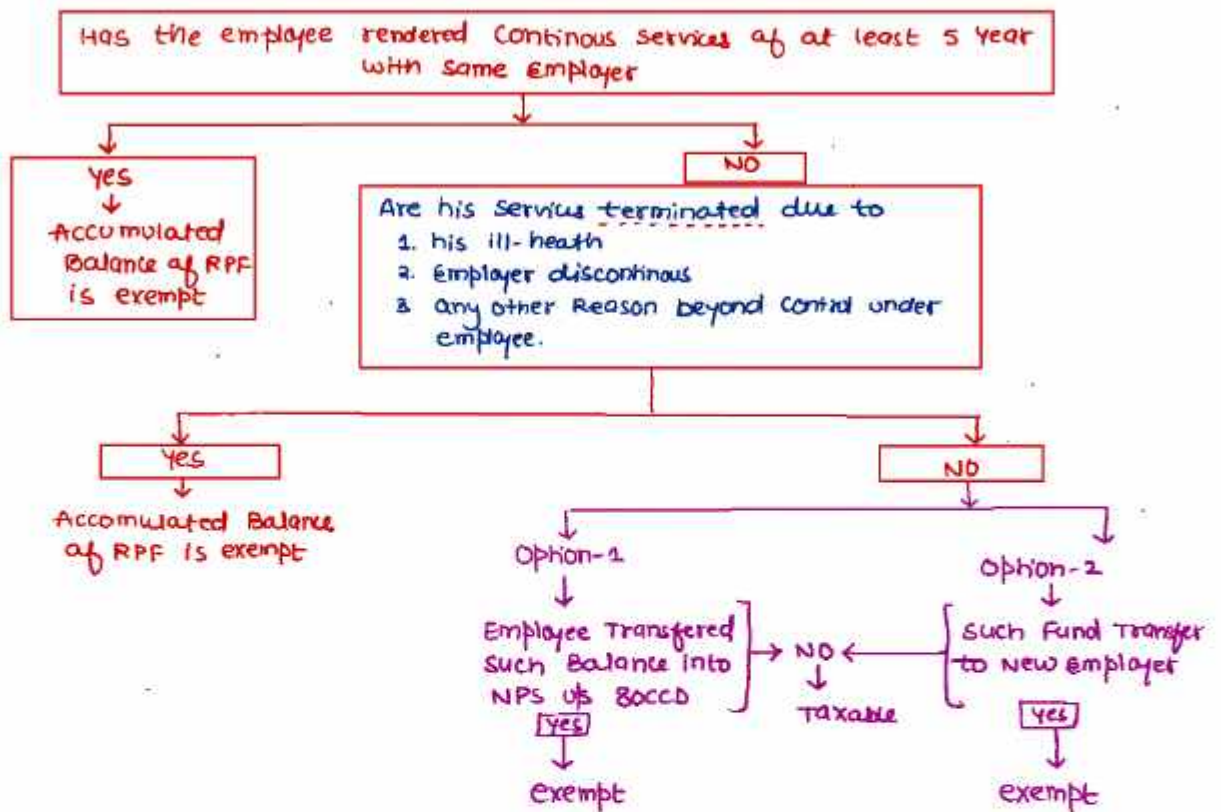 Has the employee rendered Continous services of at least 5 year
with same Employer
Yes
Accumulated
Balance of RPF
is exempt
NO
Are his services terminated due to
1. his ill-heath
2. Employer discontinous
3 any other Reason beyond control under
employee.
Yes
Accomulated Balance
of RPF is exempt
NO
Option-1
Option-2
Employee Transfered
Such Balance into
NPS u/s 80CCD
Yes
exempt
NO
Taxable
Such Fund Transfer
to New Employer
Yes
exempt